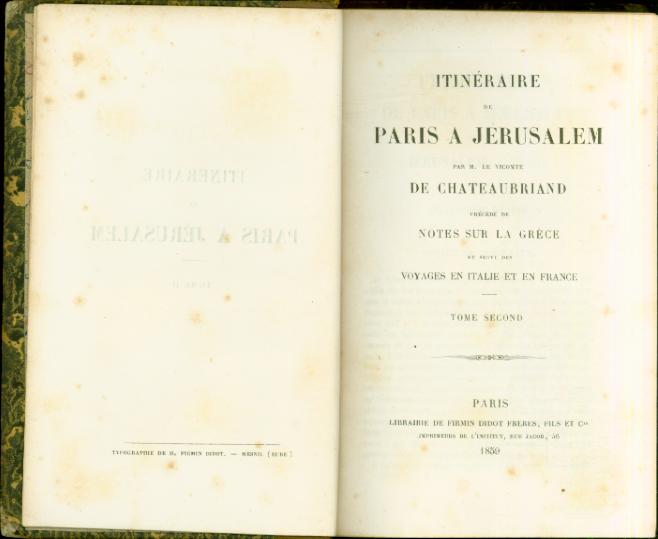 TYPOGRAPHIE DE H. FIRMIN DIDOT. — MESNIL (EURE)
ITINÉRAIRE
DE
PARIS A JÉRUSALEM
PAR M. LE VICOMTE
DE CHATEAUBRIAND
PRÉCÉDÉ DE
NOTES SUR LA GRÈCE
ET SUIVI DES
VOYAGES EN ITALIE ET EN FRANCE
TOME SECOND
PARIS
LIBRAIRIE DE FIRMIN DIDOT FRÈRES, FILS ET Cie
IMPRIMEURS DE L'INSTITUT, RUE JACOB, 56
1859